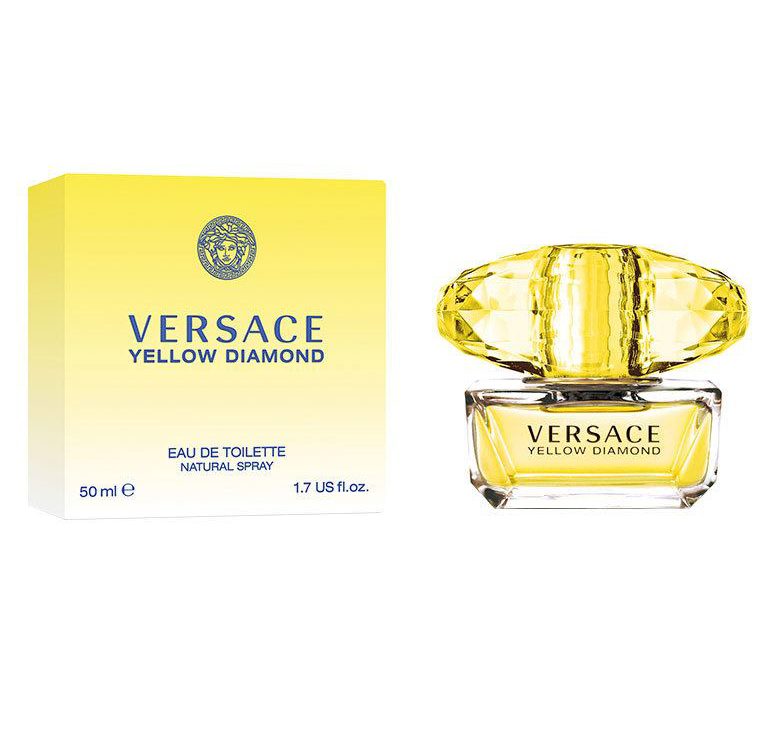 VERSACE
YELLOW DIAMOND
EAU DE TOILETTE
NATURAL SPRAY
50 ml ℮
1.7 US fl.oz.
VERSACE
YELLOW DIAMOND